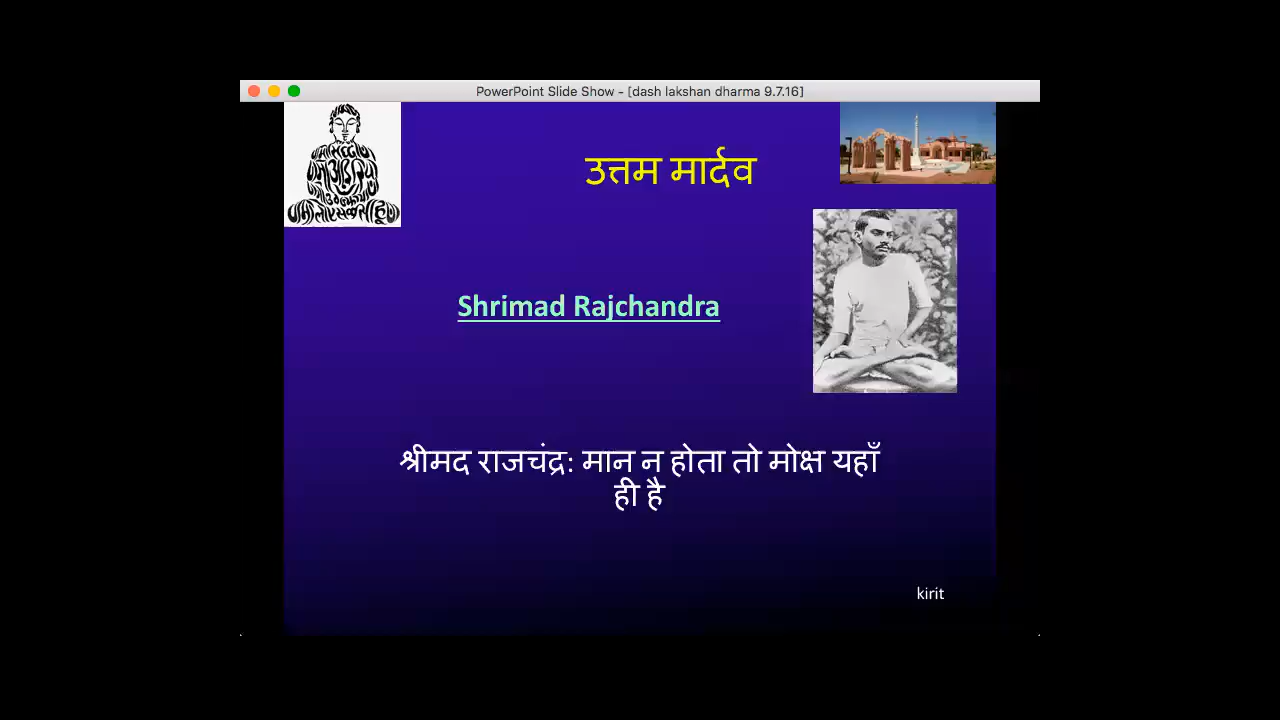 PowerPoint Slide Show - [dash lakshan dharma 9.7.16]
उत्तम मार्दव
Shrimad Rajchandra
श्रीमद राजचंद्र: मान न होता तो मोक्ष यहाँ
ही है
kirit